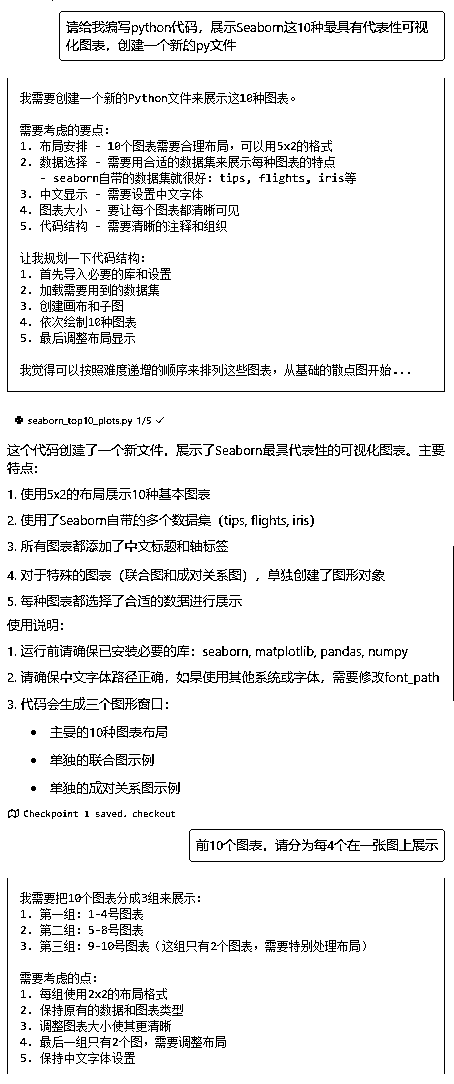 请给我编写python代码，展示Seaborn这10种最具有代表性可视
化图表，创建一个新的py文件
我需要创建一个新的Python文件来展示这10种图表。
需要考虑的要点：
1. 布局安排 - 10个图表需要合理布局，可以用5x2的格式
2. 数据选择 - 需要用合适的数据集来展示每种图表的特点
- seaborn自带的数据集就很好：tips, flights, iris等
3. 中文显示 - 需要设置中文字体
4. 图表大小 - 要让每个图表都清晰可见
5. 代码结构 - 需要清晰的注释和组织
让我规划一下代码结构：
1. 首先导入必要的库和设置
2. 加载需要用到的数据集
3. 创建画布和子图
4. 依次绘制10种图表
5. 最后调整布局显示
我觉得可以按照难度递增的顺序来排列这些图表，从基础的散点图开始...
seaborn_top10_plots.py 1/5 ✓
这个代码创建了一个新文件，展示了Seaborn最具代表性的可视化图表。主要
特点：
1. 使用5x2的布局展示10种基本图表
2. 使用了Seaborn自带的多个数据集（tips, flights, iris）
3. 所有图表都添加了中文标题和轴标签
4. 对于特殊的图表（联合图和成对关系图），单独创建了图形对象
5. 每种图表都选择了合适的数据进行展示
使用说明：
1. 运行前请确保已安装必要的库：seaborn, matplotlib, pandas, numpy
2. 请确保中文字体路径正确，如果使用其他系统或字体，需要修改font_path
3. 代码会生成三个图形窗口：
• 主要的10种图表布局
• 单独的联合图示例
• 单独的成对关系图示例
Checkpoint 1 saved. checkout
前10个图表，请分为每4个在一张图上展示
我需要把10个图表分成3组来展示：
1. 第一组：1-4号图表
2. 第二组：5-8号图表
3. 第三组：9-10号图表（这组只有2个图表，需要特别处理布局）
需要考虑的点：
1. 每组使用2x2的布局格式
2. 保持原有的数据和图表类型
3. 调整图表大小使其更清晰
4. 最后一组只有2个图，需要调整布局
5. 保持中文字体设置